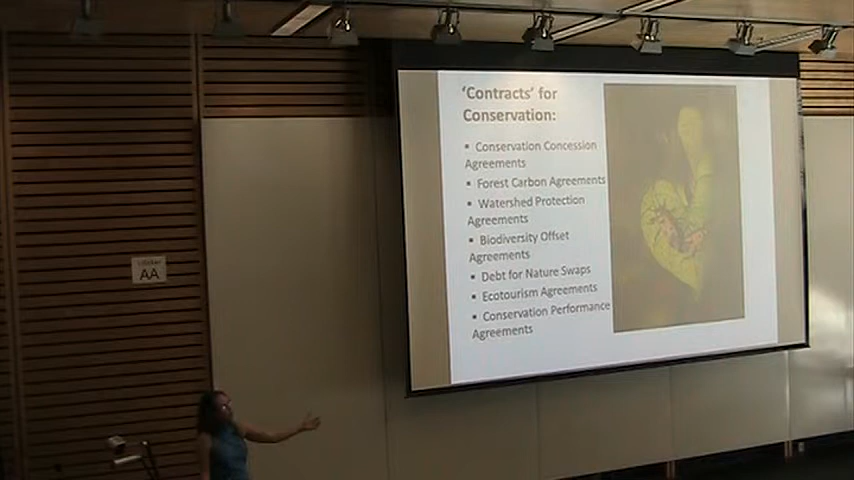 'Contracts' for
Conservation:
▪ Conservation Concession
Agreements
▪ Forest Carbon Agreements
▪ Watershed Protection
Agreements
▪ Biodiversity Offset
Agreements
▪ Debt for Nature Swaps
▪ Ecotourism Agreements
▪ Conservation Performance
Agreements
AA